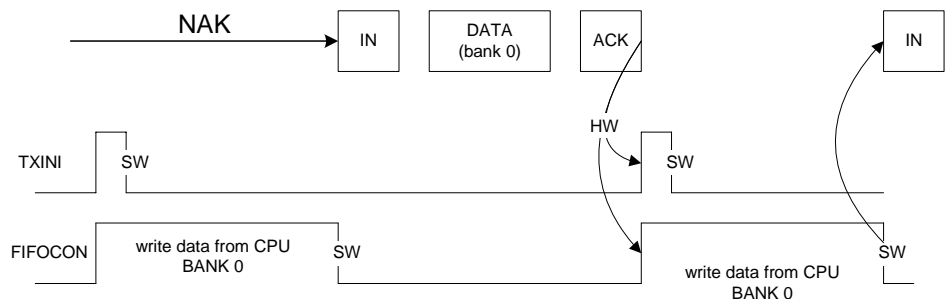 NAK
IN
DATA
(bank 0)
ACK
IN
HW
TXINI
SW
SW
FIFOCON
write data from CPU
BANK 0
SW
write data from CPU
BANK 0
SW